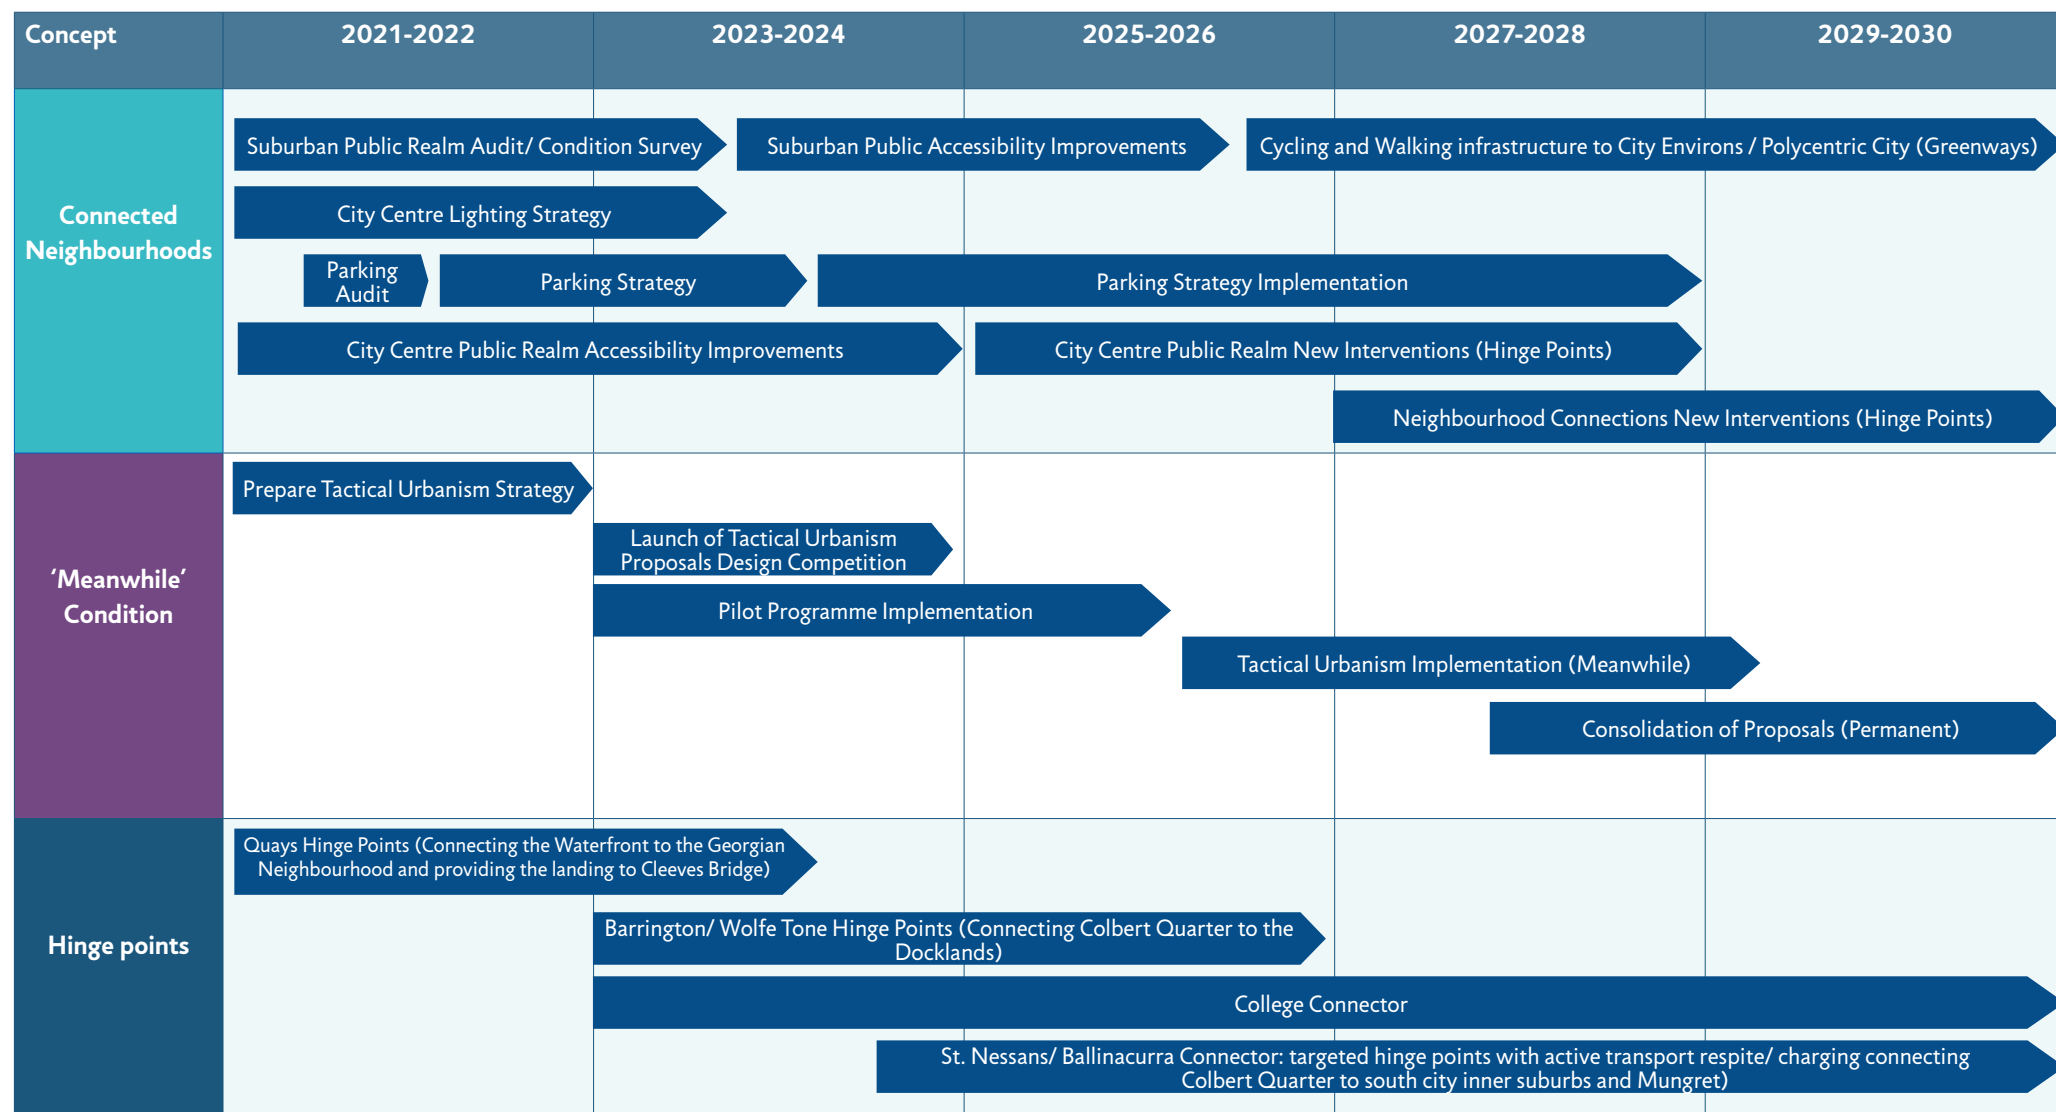 Concept
2021-2022
2023-2024
2025-2026
2027-2028
2029-2030
Connected
Neighbourhoods
Suburban Public Realm Audit/ Condition Survey
Suburban Public Accessibility Improvements
Cycling and Walking infrastructure to City Environs / Polycentric City (Greenways)
City Centre Lighting Strategy
Parking
Audit
Parking Strategy
Parking Strategy Implementation
City Centre Public Realm Accessibility Improvements
City Centre Public Realm New Interventions (Hinge Points)
Neighbourhood Connections New Interventions (Hinge Points)
‘Meanwhile’
Condition
Prepare Tactical Urbanism Strategy
Launch of Tactical Urbanism
Proposals Design Competition
Pilot Programme Implementation
Tactical Urbanism Implementation (Meanwhile)
Consolidation of Proposals (Permanent)
Hinge points
Quays Hinge Points (Connecting the Waterfront to the Georgian
Neighbourhood and providing the landing to Cleeves Bridge)
Barrington/ Wolfe Tone Hinge Points (Connecting Colbert Quarter to the
Docklands)
College Connector
St. Nessans/ Ballinacurra Connector: targeted hinge points with active transport respite/ charging connecting
Colbert Quarter to south city inner suburbs and Mungret)